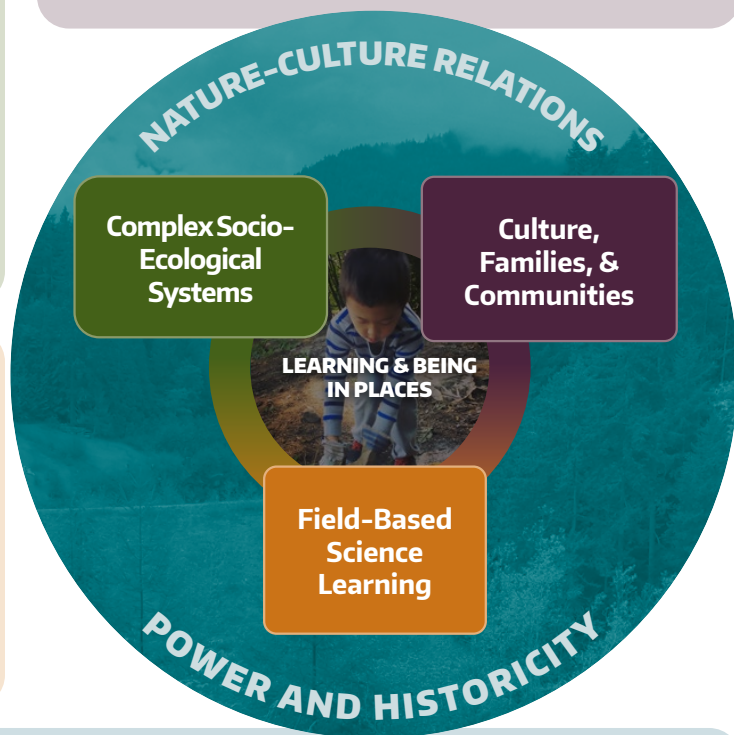 NATURE-CULTURE RELATIONS
Complex Socio-
Ecological
Systems
Culture,
Families, &
Communities
LEARNING & BEING
IN PLACES
Field-Based
Science
Learning
POWER AND HISTORICITY